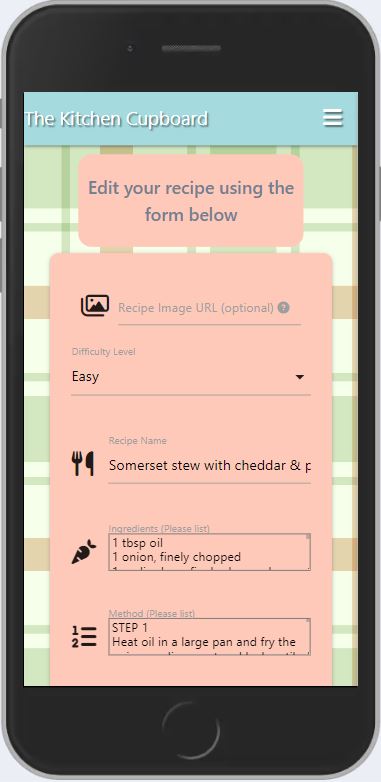 The Kitchen Cupboard
Edit your recipe using the
form below
Recipe Image URL (optional) ?
Difficulty Level
Easy
Recipe Name
Somerset stew with cheddar & p
Ingredients (Please list)
1 tbsp oil
1 onion, finely chopped
Method (Please list)
1
2
STEP 1
Heat oil in a large pan and fry the